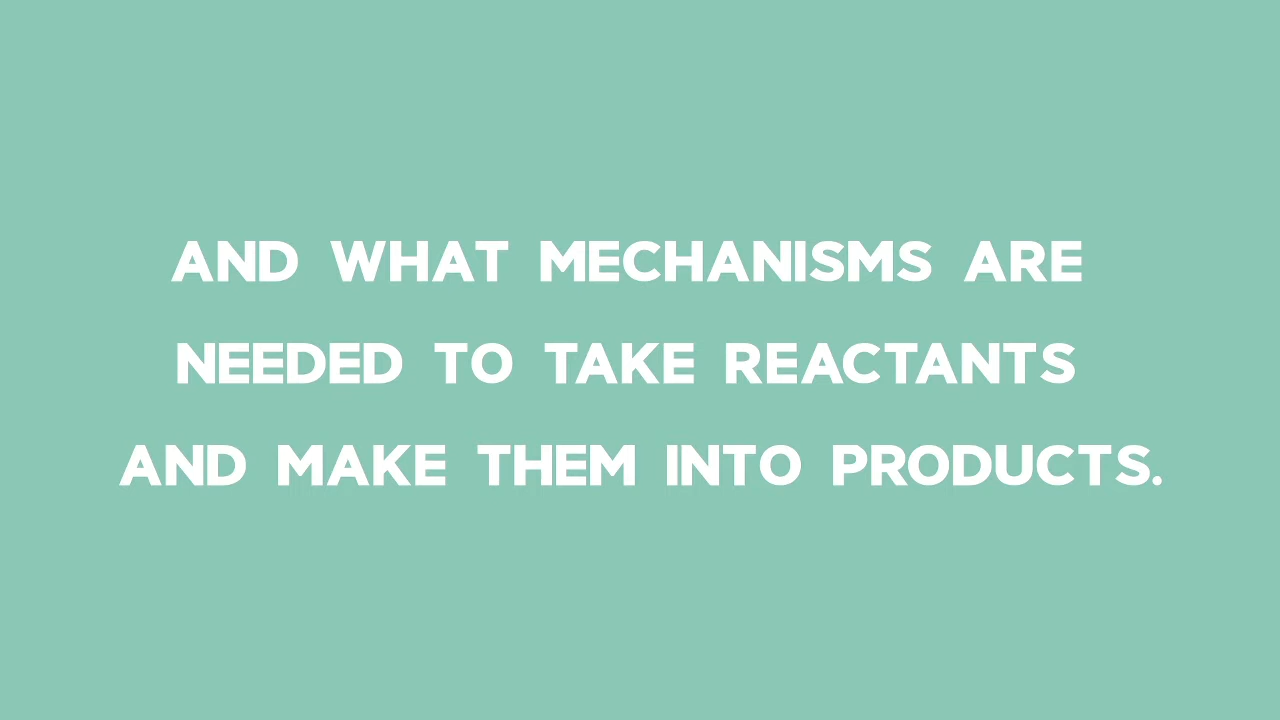 AND WHAT MECHANISMS ARE
NEEDED TO TAKE REACTANTS
AND MAKE THEM INTO PRODUCTS.